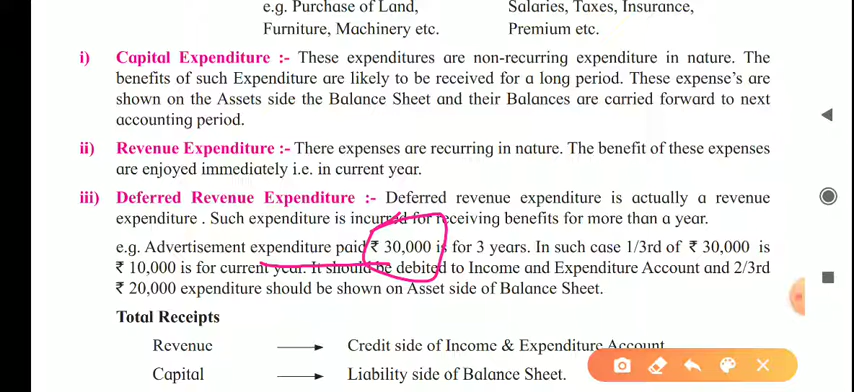 e.g. Purchase of Land, Salaries, Taxes, Insurance,
Furniture, Machinery etc. Premium etc.
i) Capital Expenditure :- These expenditures are non-recurring expenditure in nature. The
benefits of such Expenditure are likely to be received for a long period. These expense's are
shown on the Assets side the Balance Sheet and their Balances are carried forward to next
accounting period.
ii) Revenue Expenditure :- There expenses are recurring in nature. The benefit of these expenses
are enjoyed immediately i.e. in current year.
iii) Deferred Revenue Expenditure :- Deferred revenue expenditure is actually a revenue
expenditure . Such expenditure is incurred for receiving benefits for more than a year.
e.g. Advertisement expenditure paid ₹ 30,000 is for 3 years. In such case 1/3rd of ₹ 30,000 is
₹ 10,000 is for current year. It should be debited to Income and Expenditure Account and 2/3rd
₹ 20,000 expenditure should be shown on Asset side of Balance Sheet.
Total Receipts
Revenue Credit side of Income & Expenditure Account
Capital Liability side of Balance Sheet.